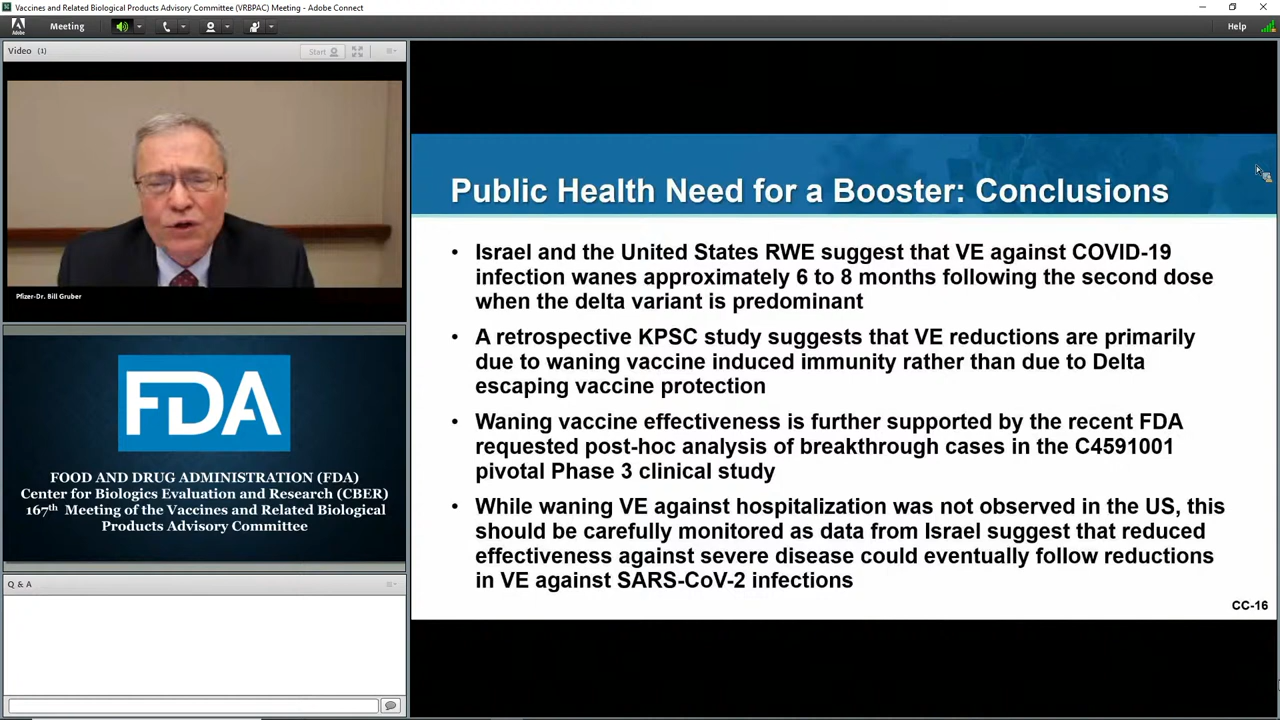 Vaccines and Related Biological Products Advisory Committee (VRBPAC) Meeting - Adobe Connect
Meeting
Help
Video (1)
Start
Pfizer-Dr. Bill Gruber
FDA
FOOD AND DRUG ADMINISTRATION (FDA)
Center for Biologics Evaluation and Research (CBER)
167th Meeting of the Vaccines and Related Biological
Products Advisory Committee
Q & A
Public Health Need for a Booster: Conclusions
• Israel and the United States RWE suggest that VE against COVID-19
infection wanes approximately 6 to 8 months following the second dose
when the delta variant is predominant
• A retrospective KPSC study suggests that VE reductions are primarily
due to waning vaccine induced immunity rather than due to Delta
escaping vaccine protection
• Waning vaccine effectiveness is further supported by the recent FDA
requested post-hoc analysis of breakthrough cases in the C4591001
pivotal Phase 3 clinical study
• While waning VE against hospitalization was not observed in the US, this
should be carefully monitored as data from Israel suggest that reduced
effectiveness against severe disease could eventually follow reductions
in VE against SARS-CoV-2 infections
CC-16